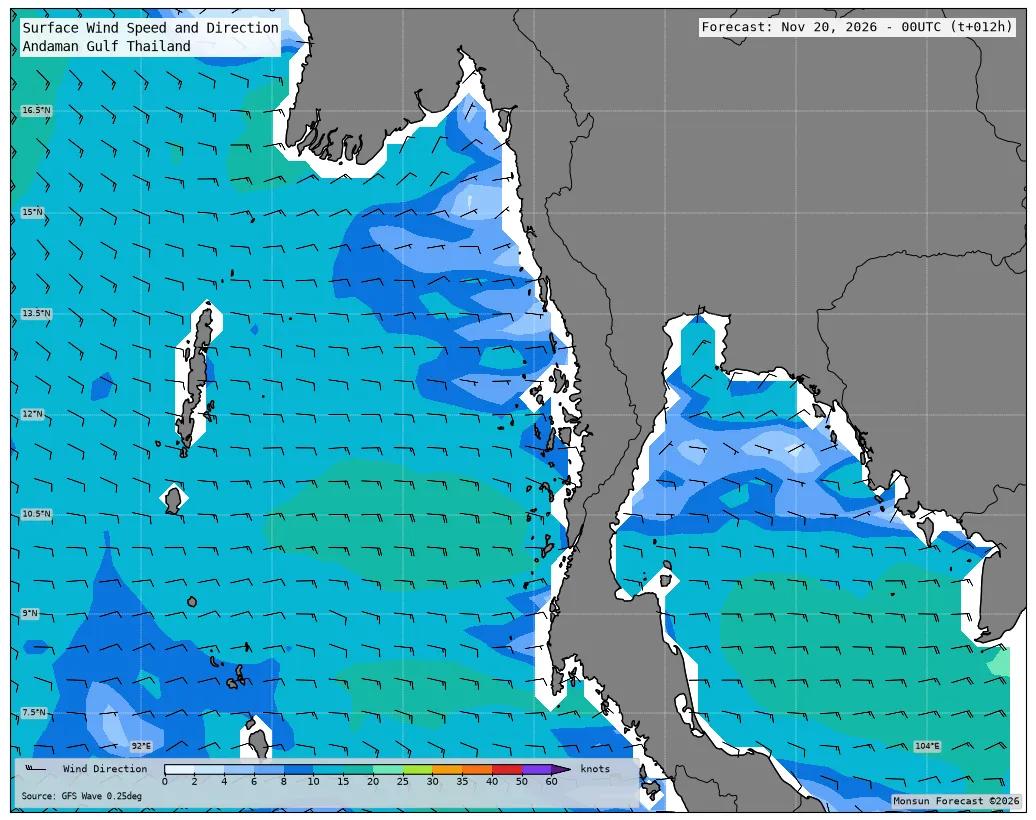 Surface Wind Speed and Direction
Andaman Gulf Thailand
Forecast: Nov 20, 2026 - 00UTC (t+012h)
16.5°N
15°N
13.5°N
12°N
10.5°N
9°N
7.5°N
92°E
104°E
Wind Direction
0 2 4 6 8 10 15 20 25 30 35 40 50 60
knots
Source: GFS Wave 0.25deg
Monsun Forecast ©2026